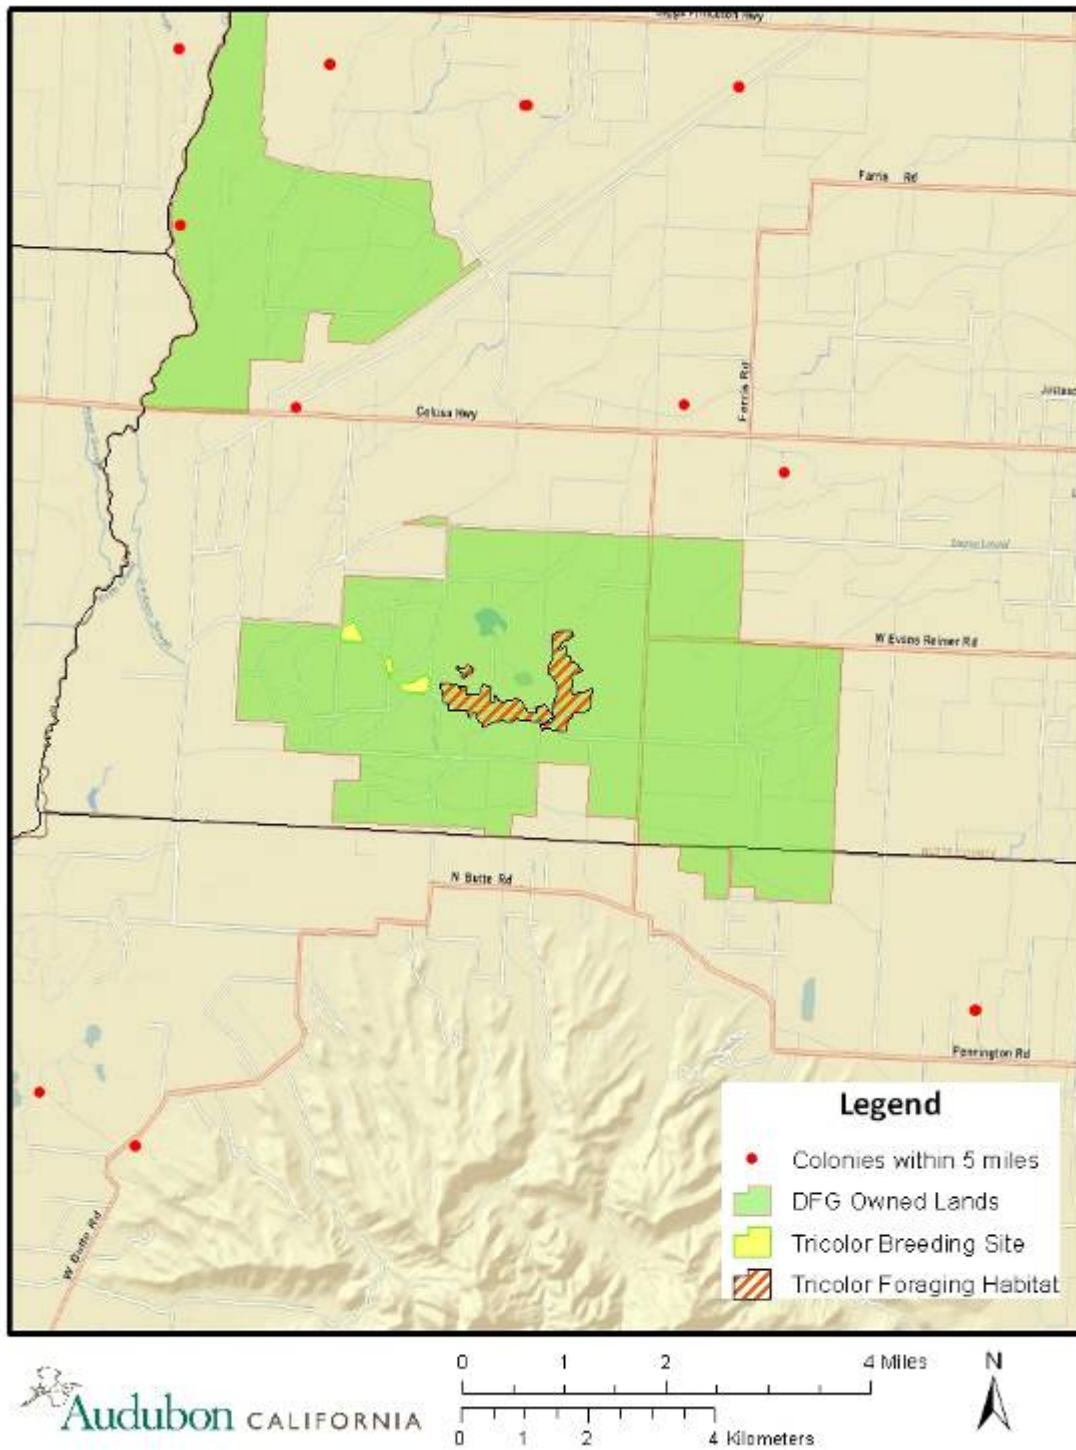 Farris Rd
Farris Rd
Colusa Hwy
W Evans Reimer Rd
N Butte Rd
Pennington Rd
W Butte Rd
Legend
Colonies within 5 miles
DFG Owned Lands
Tricolor Breeding Site
Tricolor Foraging Habitat
0 1 2 4 Miles
N
Audubon CALIFORNIA
0 1 2 4 Kilometers